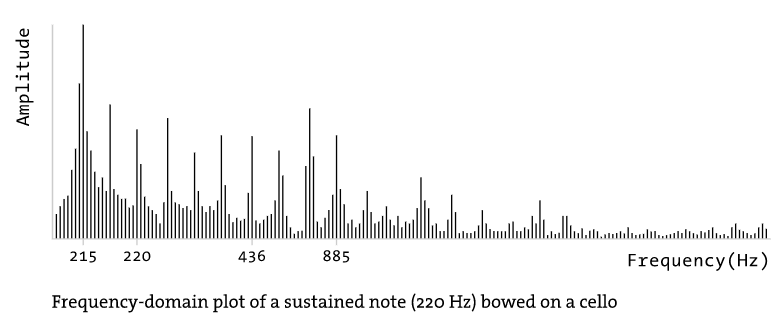 Amplitude
215 220 436 885
Frequency(Hz)
Frequency-domain plot of a sustained note (220 Hz) bowed on a cello